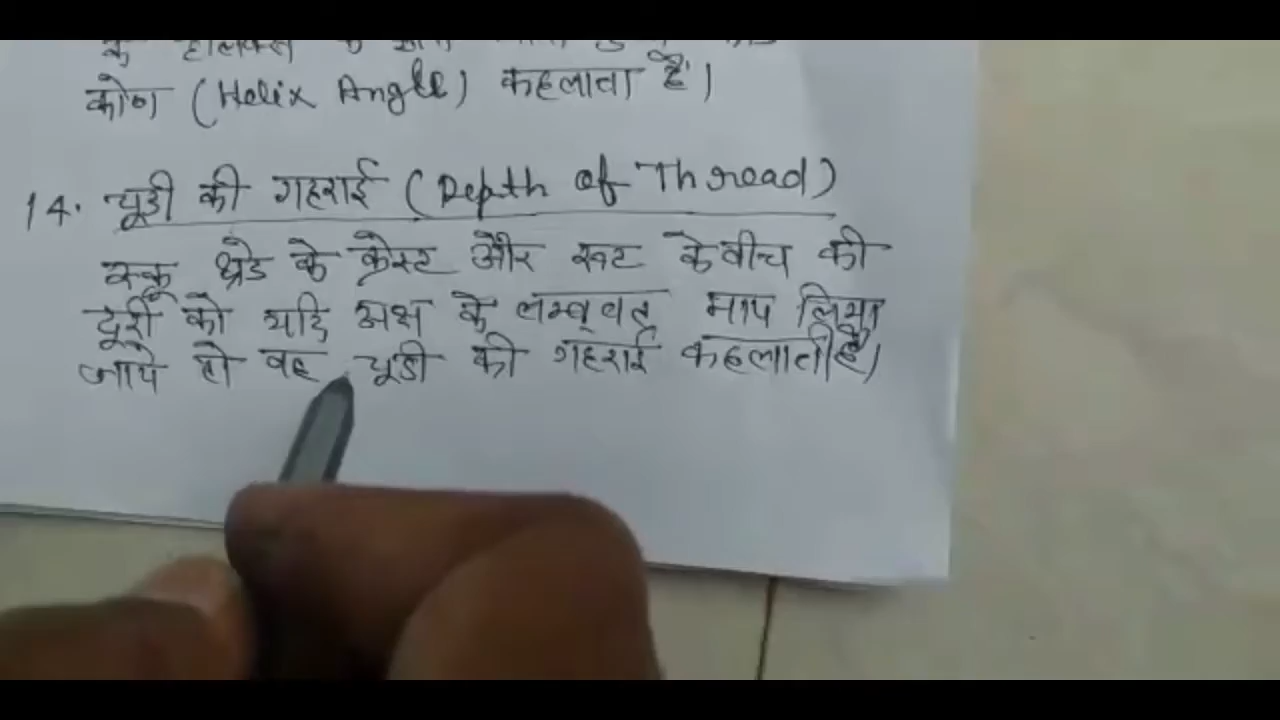 कोण (Helix Angle) कहलाता है।
14. चूडी की गहराई (Depth of Thread)
स्क्रू थ्रेड के क्रेस्ट और रूट के बीच की
दूरी को यदि अक्ष के लम्बवत माप लिया
जाये तो वह चूडी की गहराई कहलाती है।